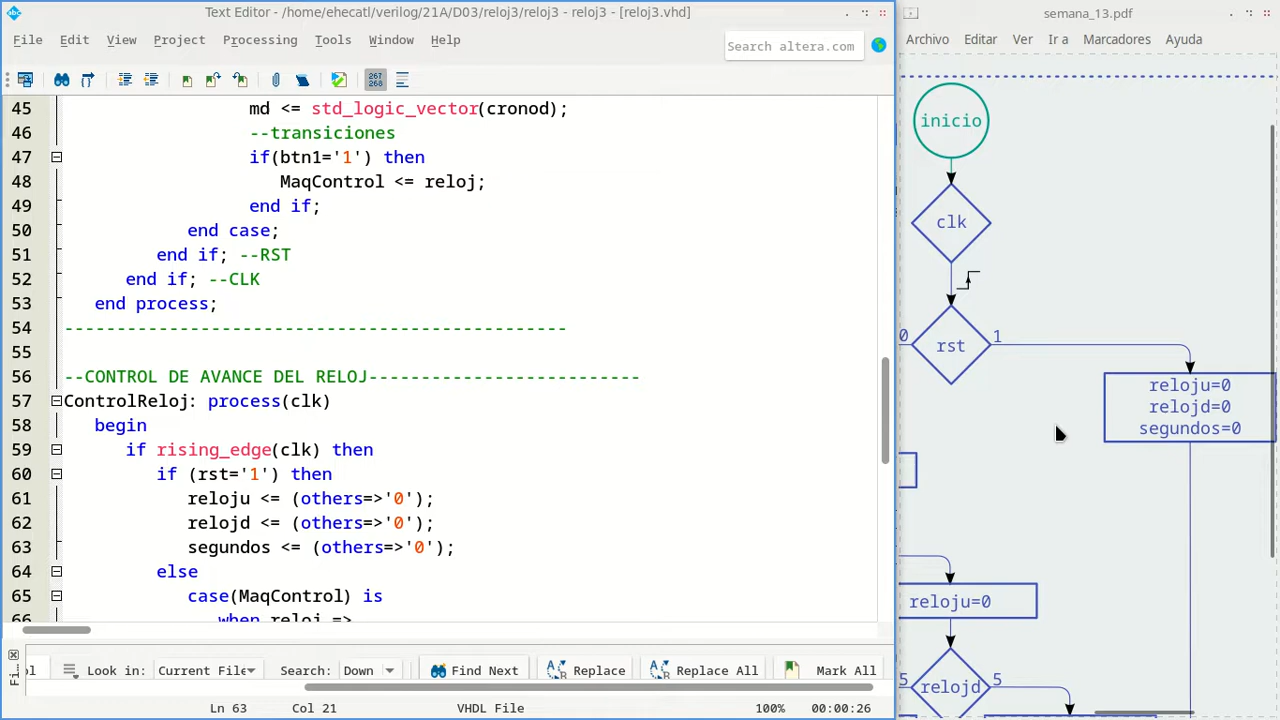 Text Editor - /home/ehecatl/verilog/21A/D03/reloj3/reloj3 - reloj3 - [reloj3.vhd]
File Edit View Project Processing Tools Window Help
Search altera.com
267
268
45 md <= std_logic_vector(cronod);
46 --transiciones
47 if(btn1='1') then
48 MaqControl <= reloj;
49 end if;
50 end case;
51 end if; --RST
52 end if; --CLK
53 end process;
54 ------------------------------------------------
55
56 --CONTROL DE AVANCE DEL RELOJ--------------------------
57 ControlReloj: process(clk)
58 begin
59 if rising_edge(clk) then
60 if (rst='1') then
61 reloju <= (others=>'0');
62 relojd <= (others=>'0');
63 segundos <= (others=>'0');
64 else
65 case(MaqControl) is
66 when reloj =>
Look in: Current File Search: Down Find Next Replace Replace All Mark All
Ln 63 Col 21 VHDL File 100% 00:00:26
semana_13.pdf
Archivo Editar Ver Ir a Marcadores Ayuda
inicio
clk
0 rst 1
reloju=0
relojd=0
segundos=0
reloju=0
5 relojd 5